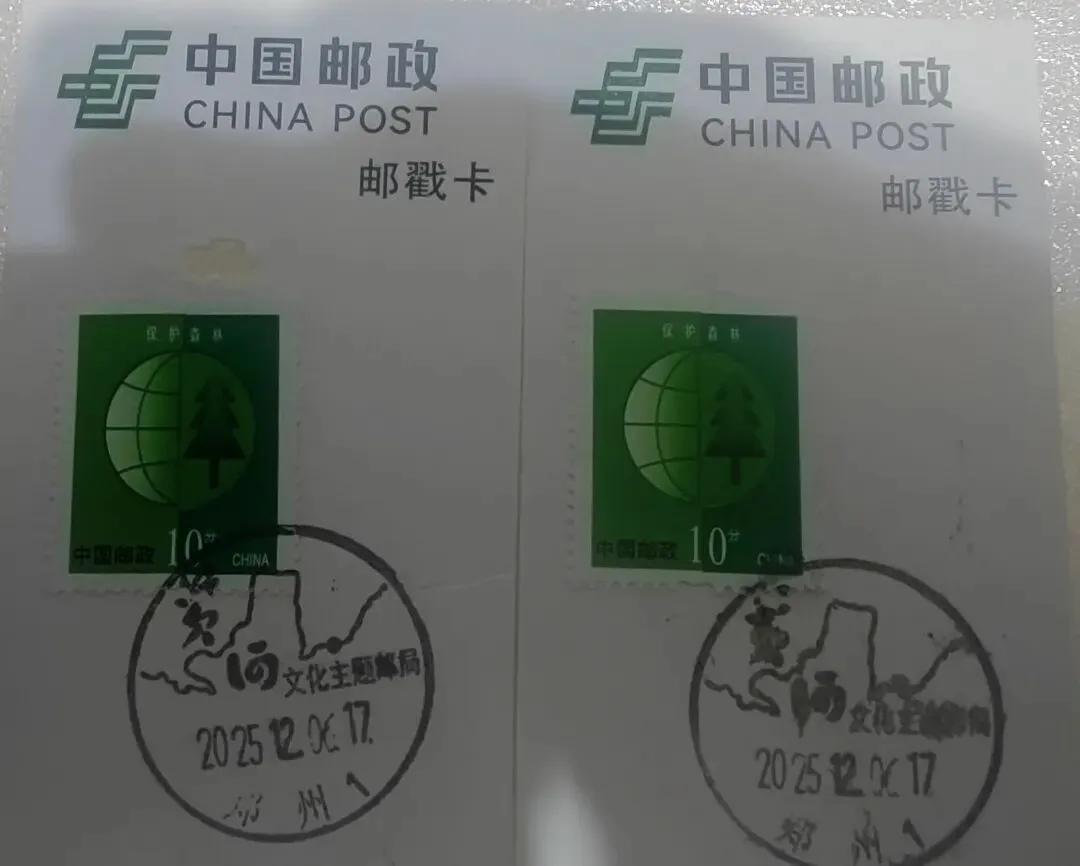 中国邮政
CHINA POST
邮戳卡
保护森林
10分
中国邮政
CHINA
黄河
文化主题邮局
2025.12.06.17
郑州 1
中国邮政
CHINA POST
邮戳卡
保护森林
10分
中国邮政
CHINA
黄河
文化主题邮局
2025.12.06.17
郑州 1